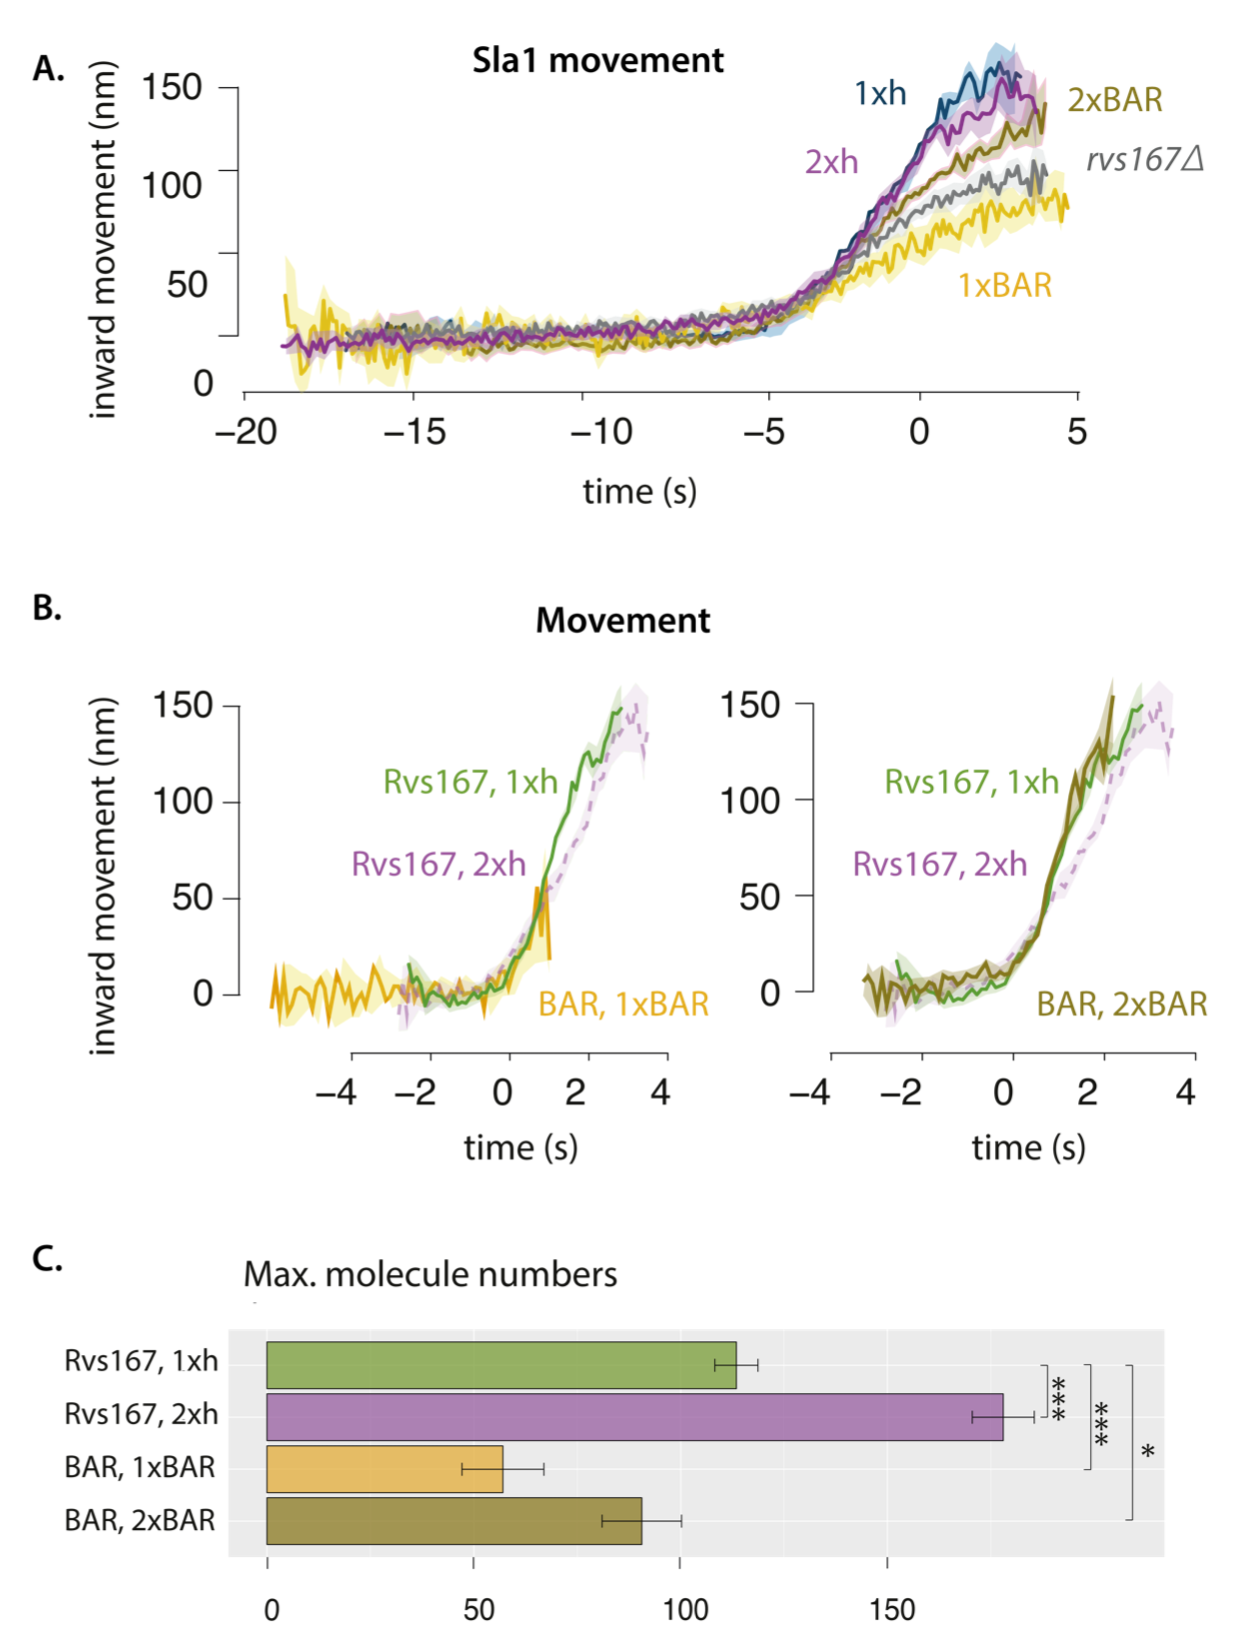 A.
Sla1 movement
inward movement (nm)
150
100
50
0
1xh
2xBAR
2xh
rvs167Δ
1xBAR
−20 −15 −10 −5 0 5
time (s)
B.
Movement
inward movement (nm)
150
100
50
0
Rvs167, 1xh
Rvs167, 2xh
BAR, 1xBAR
−4 −2 0 2 4
time (s)
150
100
50
0
Rvs167, 1xh
Rvs167, 2xh
BAR, 2xBAR
−4 −2 0 2 4
time (s)
C.
Max. molecule numbers
Rvs167, 1xh
Rvs167, 2xh
BAR, 1xBAR
BAR, 2xBAR
***
***
*
0 50 100 150